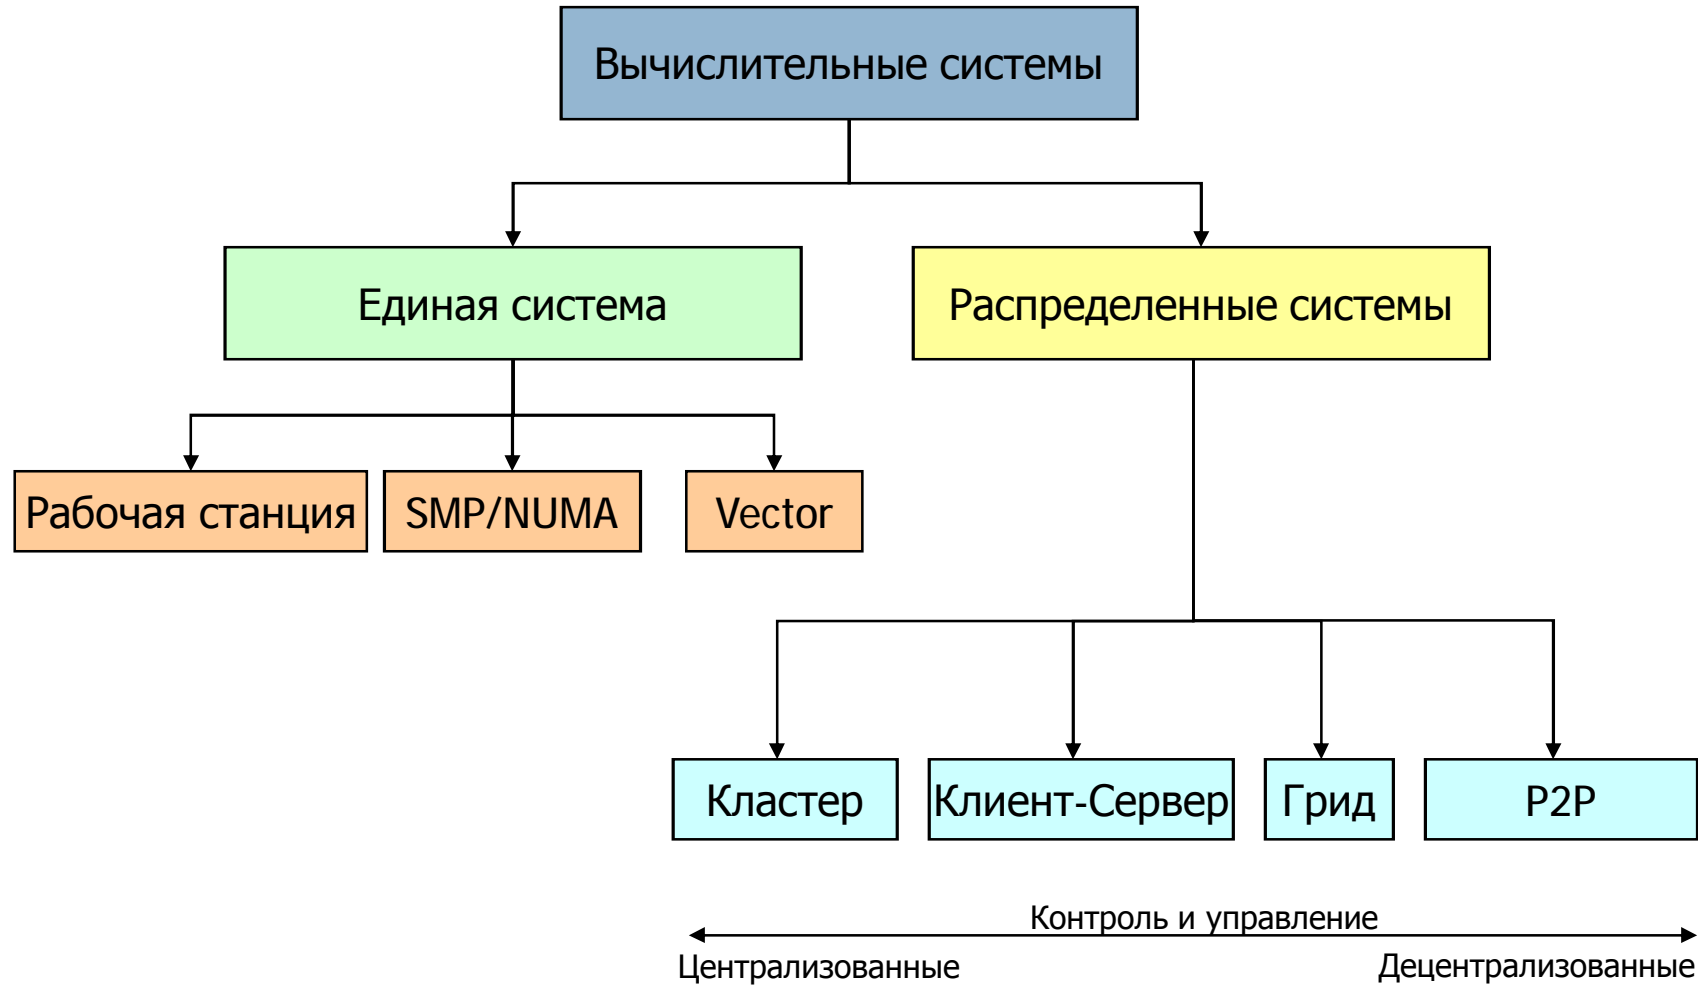 Вычислительные системы
Единая система
Распределенные системы
Рабочая станция
SMP/NUMA
Vector
Кластер
Клиент-Сервер
Грид
P2P
Контроль и управление
Централизованные
Децентрализованные